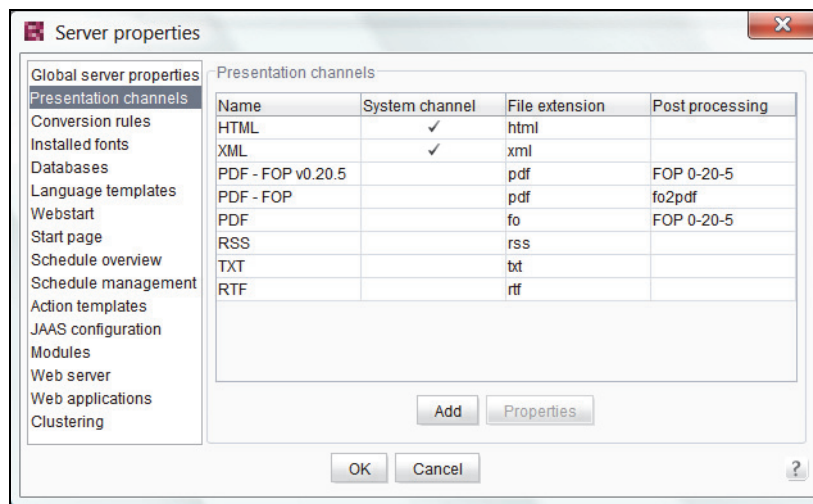 Server properties
Global server properties
Presentation channels
Conversion rules
Installed fonts
Databases
Language templates
Webstart
Start page
Schedule overview
Schedule management
Action templates
JAAS configuration
Modules
Web server
Web applications
Clustering
Presentation channels
Name System channel File extension Post processing
HTML ✓ html
XML ✓ xml
PDF - FOP v0.20.5 pdf FOP 0-20-5
PDF - FOP pdf fo2pdf
PDF fo FOP 0-20-5
RSS rss
TXT txt
RTF rtf
Add Properties
OK Cancel ?